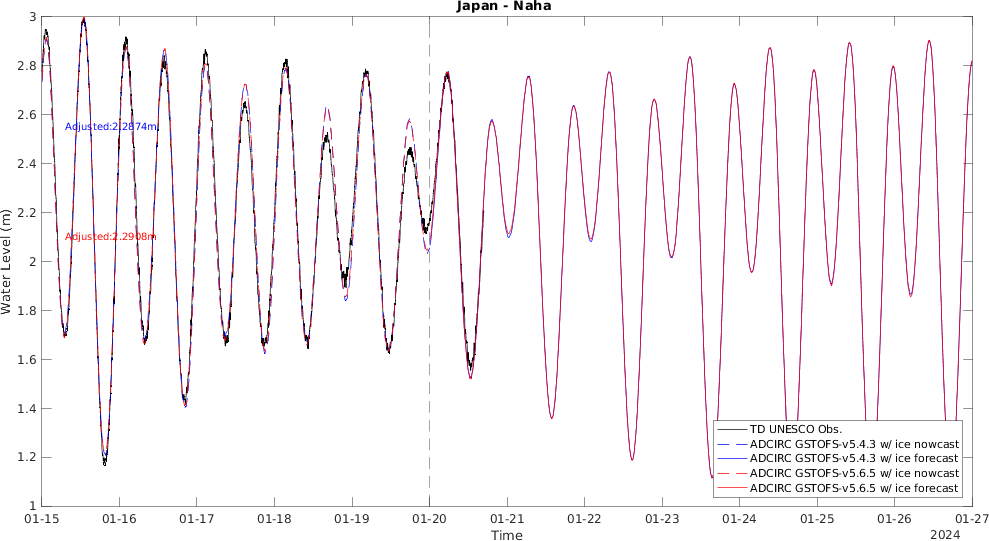 Japan - Naha
3
2.8
2.6
2.4
2.2
2
1.8
1.6
1.4
1.2
1
Water Level (m)
Adjusted:2.2874m
Adjusted:2.2908m
TD UNESCO Obs.
ADCIRC GSTOFS-v5.4.3 w/ ice nowcast
ADCIRC GSTOFS-v5.4.3 w/ ice forecast
ADCIRC GSTOFS-v5.6.5 w/ ice nowcast
ADCIRC GSTOFS-v5.6.5 w/ ice forecast
01-15 01-16 01-17 01-18 01-19 01-20 01-21 01-22 01-23 01-24 01-25 01-26 01-27
Time
2024